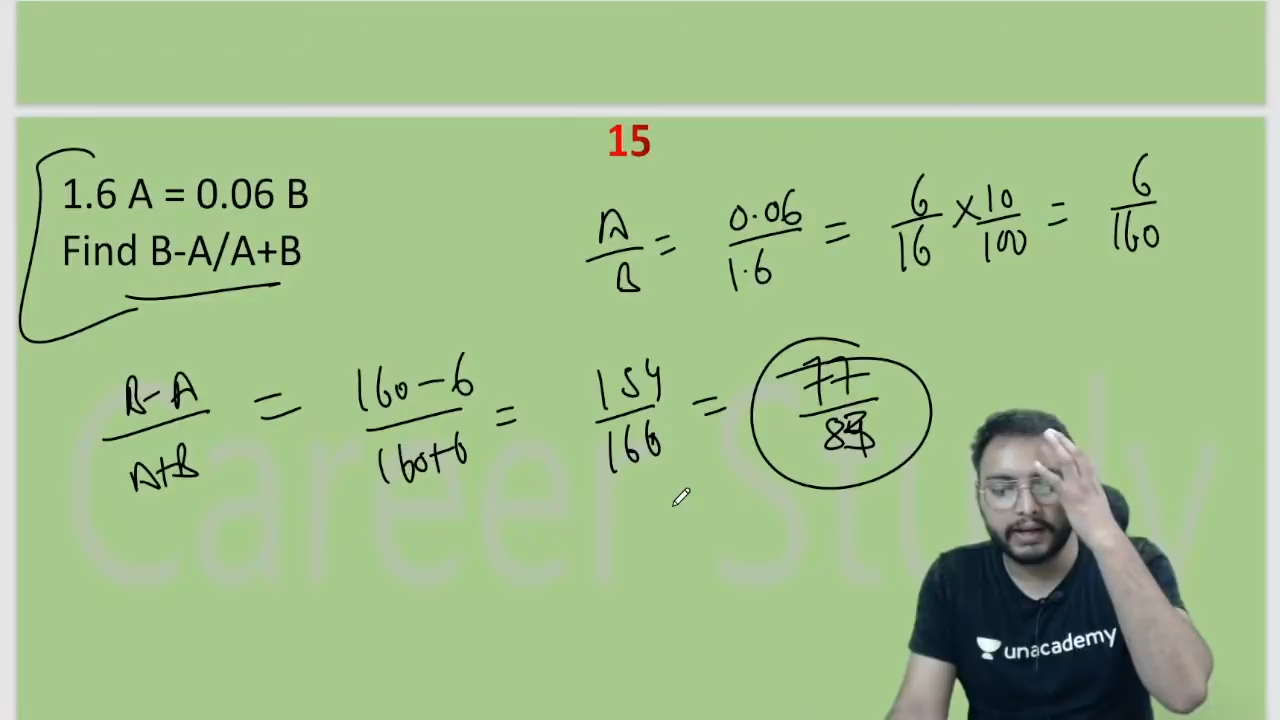 15
1.6 A = 0.06 B
Find B-A/A+B
A/B = 0.06/1.6 = 6/16 × 10/100 = 6/160
B-A/A+B = 160-6/160+6 = 154/166 = 77/83
Career Study
unacademy